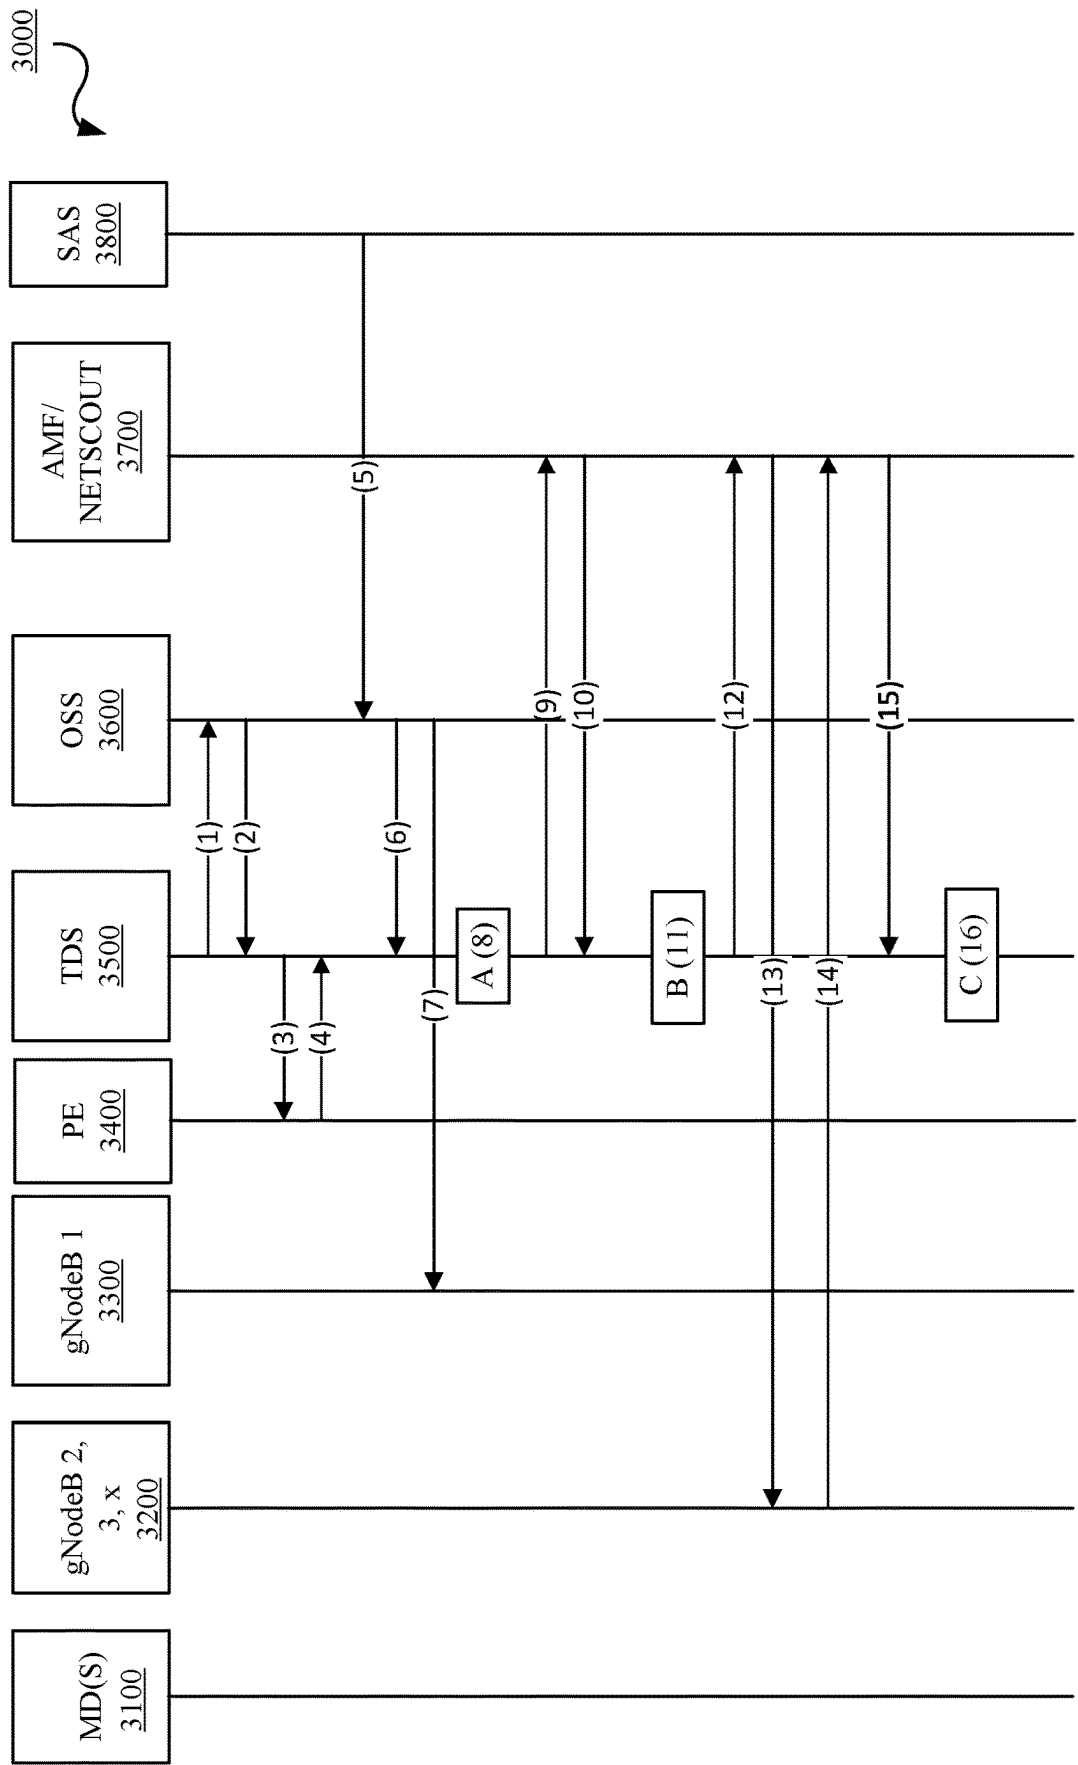 3000
MD(S)
3100
gNodeB 2,
3, x
3200
gNodeB 1
3300
PE
3400
TDS
3500
OSS
3600
AMF/
NETSCOUT
3700
SAS
3800
(1)
(2)
(3)
(4)
(5)
(6)
(7)
A (8)
(9)
(10)
B (11)
(12)
(13)
(14)
(15)
C (16)